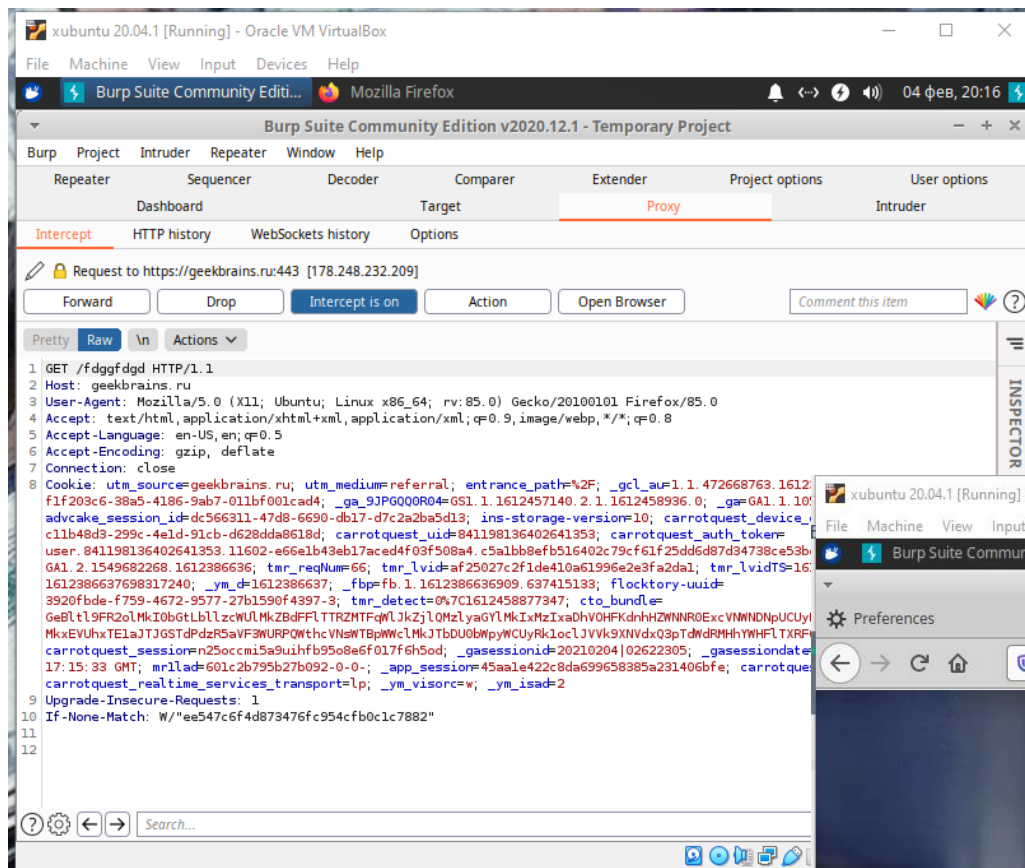 xubuntu 20.04.1 [Running] - Oracle VM VirtualBox
File Machine View Input Devices Help
Burp Suite Community Editi... Mozilla Firefox 04 фев, 20:16
Burp Suite Community Edition v2020.12.1 - Temporary Project
Burp Project Intruder Repeater Window Help
Repeater Sequencer Decoder Comparer Extender Project options User options
Dashboard Target Proxy Intruder
Intercept HTTP history WebSockets history Options
Request to https://geekbrains.ru:443 [178.248.232.209]
Forward Drop Intercept is on Action Open Browser Comment this item
Pretty Raw \n Actions
INSPECTOR
1 GET /fdggfdgd HTTP/1.1
2 Host: geekbrains.ru
3 User-Agent: Mozilla/5.0 (X11; Ubuntu; Linux x86_64; rv:85.0) Gecko/20100101 Firefox/85.0
4 Accept: text/html,application/xhtml+xml,application/xml;q=0.9,image/webp,*/*;q=0.8
5 Accept-Language: en-US,en;q=0.5
6 Accept-Encoding: gzip, deflate
7 Connection: close
8 Cookie: utm_source=geekbrains.ru; utm_medium=referral; entrance_path=%2F; _gcl_au=1.1.472668763.1612
f1f203c6-38a5-4186-9ab7-011bf001cad4; _ga_9JPGQQ0R04=GS1.1.1612457140.2.1.1612458936.0; _ga=GA1.1.105
advcake_session_id=dc566311-47d8-6690-db17-d7c2a2ba5d13; ins-storage-version=10; carrotquest_device_
c11b48d3-299c-4e1d-91cb-d628dda8618d; carrotquest_uid=841198136402641353; carrotquest_auth_token=
user.841198136402641353.11602-e66e1b43eb17aced4f03f508a4.c5a1bb8efb516402c79cf61f25dd6d87d34738ce53b
GA1.2.1549682268.1612386636; tmr_reqNum=66; tmr_lvid=af25027c2f1de410a61996e2e3fa2da1; tmr_lvidTS=16
1612386637698317240; _ym_d=1612386637; _fbp=fb.1.1612386636909.637415133; flocktory-uuid=
3920fbde-f759-4672-9577-27b1590f4397-3; tmr_detect=0%7C1612458877347; cto_bundle=
carrotquest_session=n25occmi5a9uihfb95o8e6f017f6h5od; _gasessionid=20210204|02622305; _gasessiondate=
17:15:33 GMT; mr1lad=601c2b795b27b092-0-0-; _app_session=45aa1e422c8da699658385a231406bfe; carrotques
carrotquest_realtime_services_transport=lp; _ym_visorc=w; _ym_isad=2
9 Upgrade-Insecure-Requests: 1
10 If-None-Match: W/"ee547c6f4d873476fc954cfb0c1c7882"
11
12
Search...
xubuntu 20.04.1 [Running]
File Machine View Input
Burp Suite Commun
Preferences